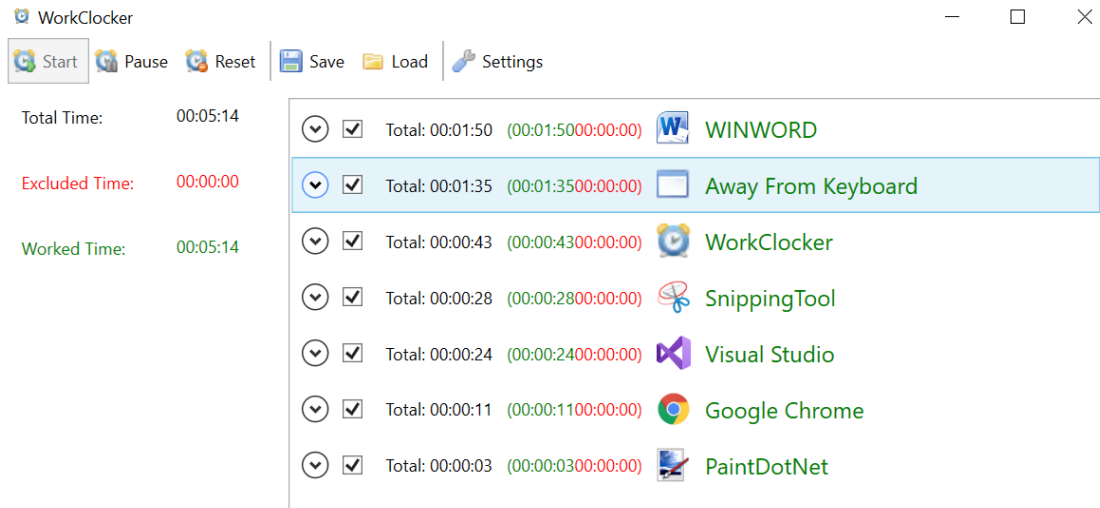 WorkClocker
Start Pause Reset Save Load Settings
Total Time: 00:05:14
Excluded Time: 00:00:00
Worked Time: 00:05:14
Total: 00:01:50 (00:01:5000:00:00) WINWORD
Total: 00:01:35 (00:01:3500:00:00) Away From Keyboard
Total: 00:00:43 (00:00:4300:00:00) WorkClocker
Total: 00:00:28 (00:00:2800:00:00) SnippingTool
Total: 00:00:24 (00:00:2400:00:00) Visual Studio
Total: 00:00:11 (00:00:1100:00:00) Google Chrome
Total: 00:00:03 (00:00:0300:00:00) PaintDotNet